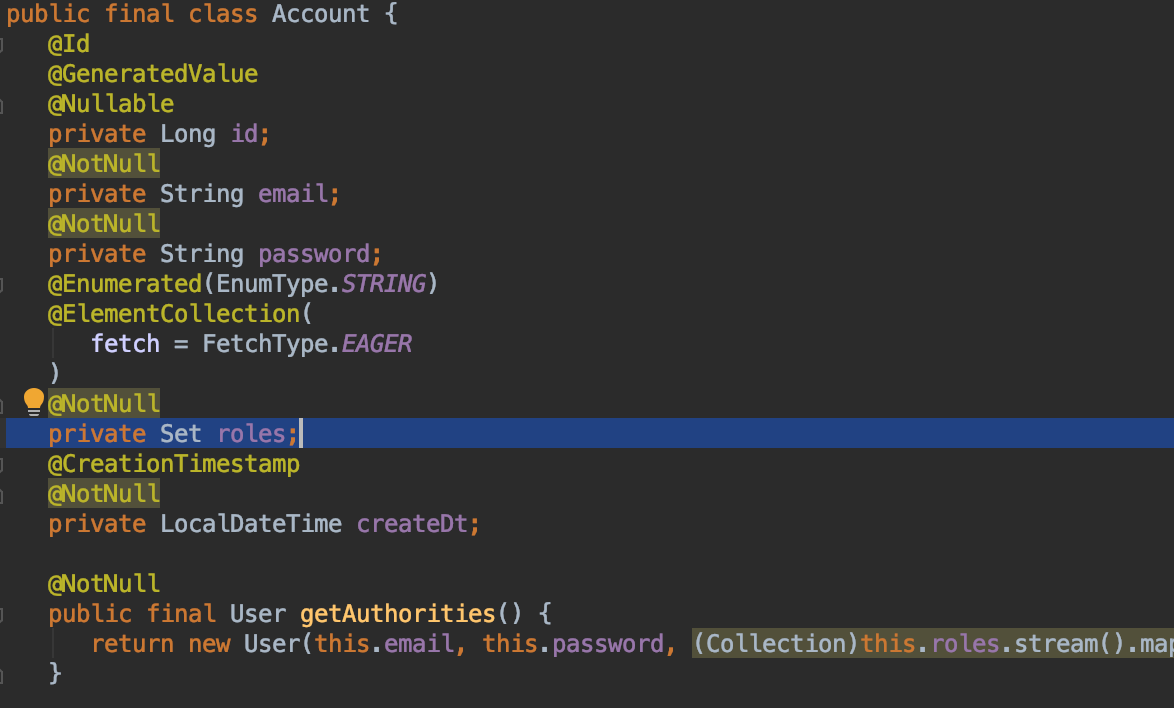 public final class Account {
@Id
@GeneratedValue
@Nullable
private Long id;
@NotNull
private String email;
@NotNull
private String password;
@Enumerated(EnumType.STRING)
@ElementCollection(
fetch = FetchType.EAGER
)
@NotNull
private Set roles;
@CreationTimestamp
@NotNull
private LocalDateTime createDt;
@NotNull
public final User getAuthorities() {
return new User(this.email, this.password, (Collection)this.roles.stream().map
}